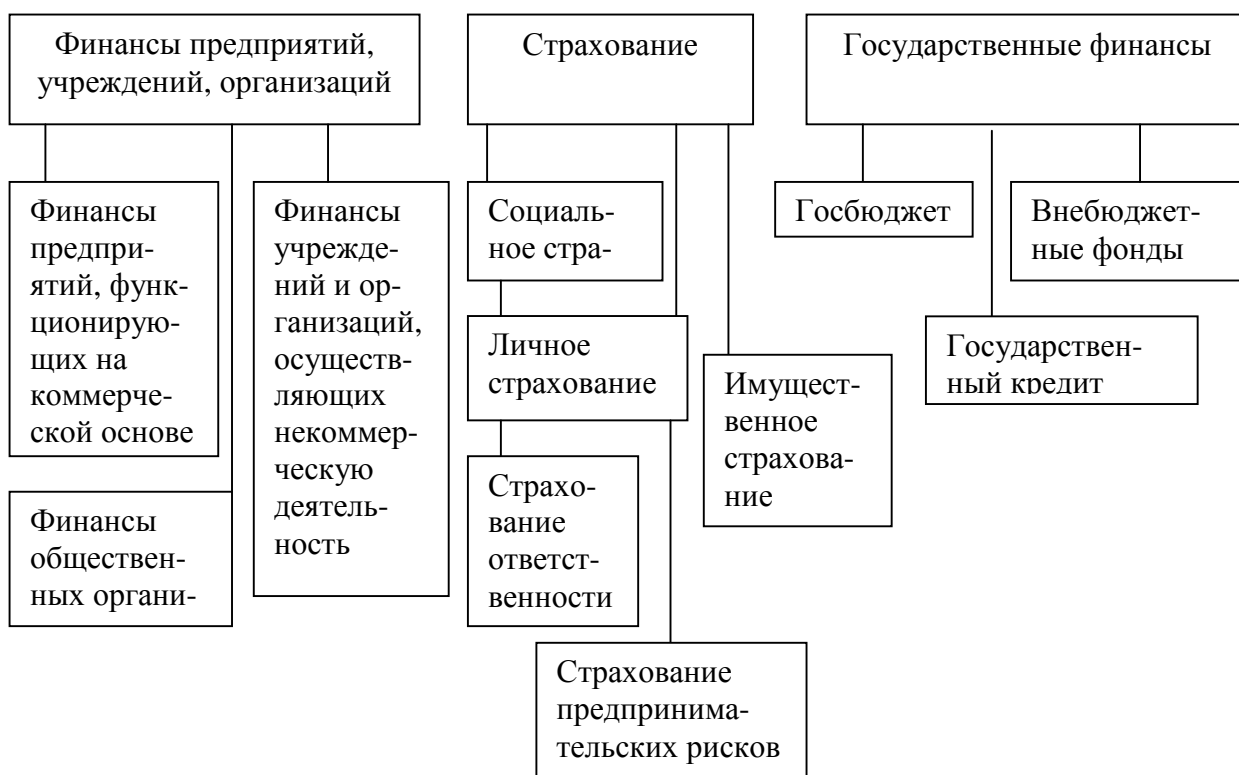 Финансы предприятий,
учреждений, организаций
Страхование
Государственные финансы
Финансы
предпри-
ятий, функ-
ционирую-
щих на
коммерче-
ской основе
Финансы
учрежде-
ний и ор-
ганизаций,
осуществ-
ляющих
некоммер-
ческую
деятель-
ность
Финансы
обществен-
ных органи-
Социаль-
ное стра-
Личное
страхование
Страхо-
вание
ответст-
венности
Имущест-
венное
страхова-
ние
Страхование
предпринима-
тельских рисков
Госбюджет
Внебюджет-
ные фонды
Государствен-
ный кредит